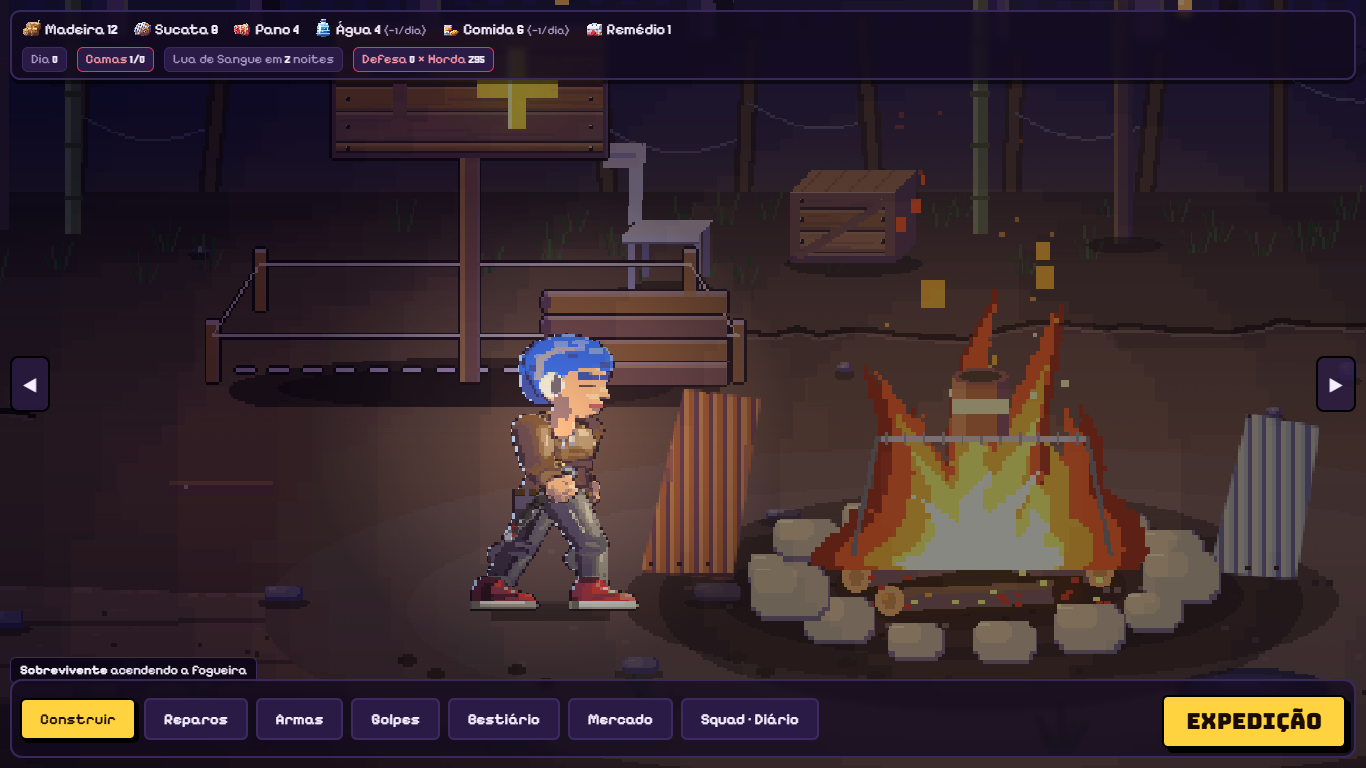 Madeira 12 Sucata 8 Pano 4 Água 4 (-1/dia) Comida 6 (-1/dia) Remédio 1
Dia 0 Camas 1/0 Lua de Sangue em 2 noites Defesa 0 × Horda 295
◀ ▶
Sobrevivente acendendo a fogueira
Construir Reparos Armas Golpes Bestiário Mercado Squad · Diário EXPEDIÇÃO